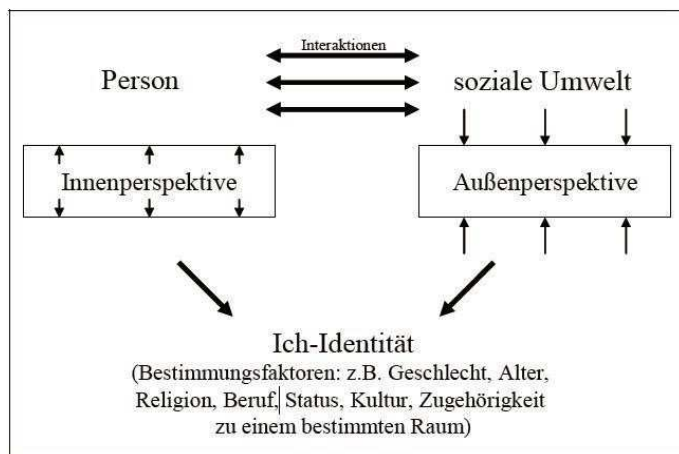 Interaktionen
Person
soziale Umwelt
Innenperspektive
Außenperspektive
Ich-Identität
(Bestimmungsfaktoren: z.B. Geschlecht, Alter,
Religion, Beruf, Status, Kultur, Zugehörigkeit
zu einem bestimmten Raum)